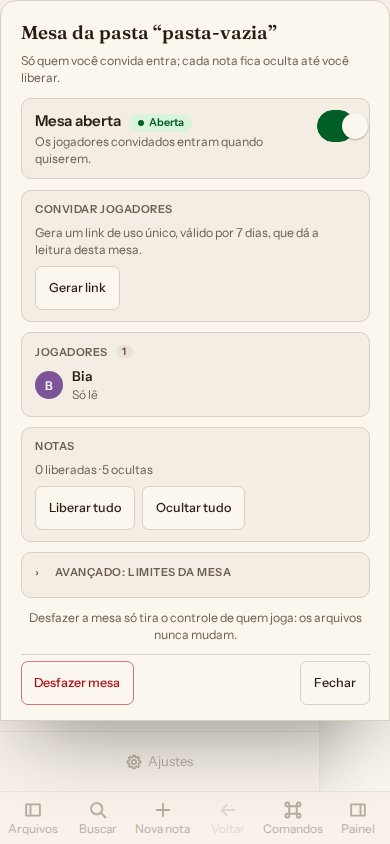 Mesa da pasta “pasta-vazia”
Só quem você convida entra; cada nota fica oculta até você
liberar.
Mesa aberta
Aberta
Os jogadores convidados entram quando
quiserem.
CONVIDAR JOGADORES
Gera um link de uso único, válido por 7 dias, que dá a
leitura desta mesa.
Gerar link
JOGADORES 1
B
Bia
Só lê
NOTAS
0 liberadas · 5 ocultas
Liberar tudo
Ocultar tudo
› AVANÇADO: LIMITES DA MESA
Desfazer a mesa só tira o controle de quem joga: os arquivos
nunca mudam.
Desfazer mesa
Fechar
Ajustes
Arquivos
Buscar
Nova nota
Voltar
Comandos
Painel